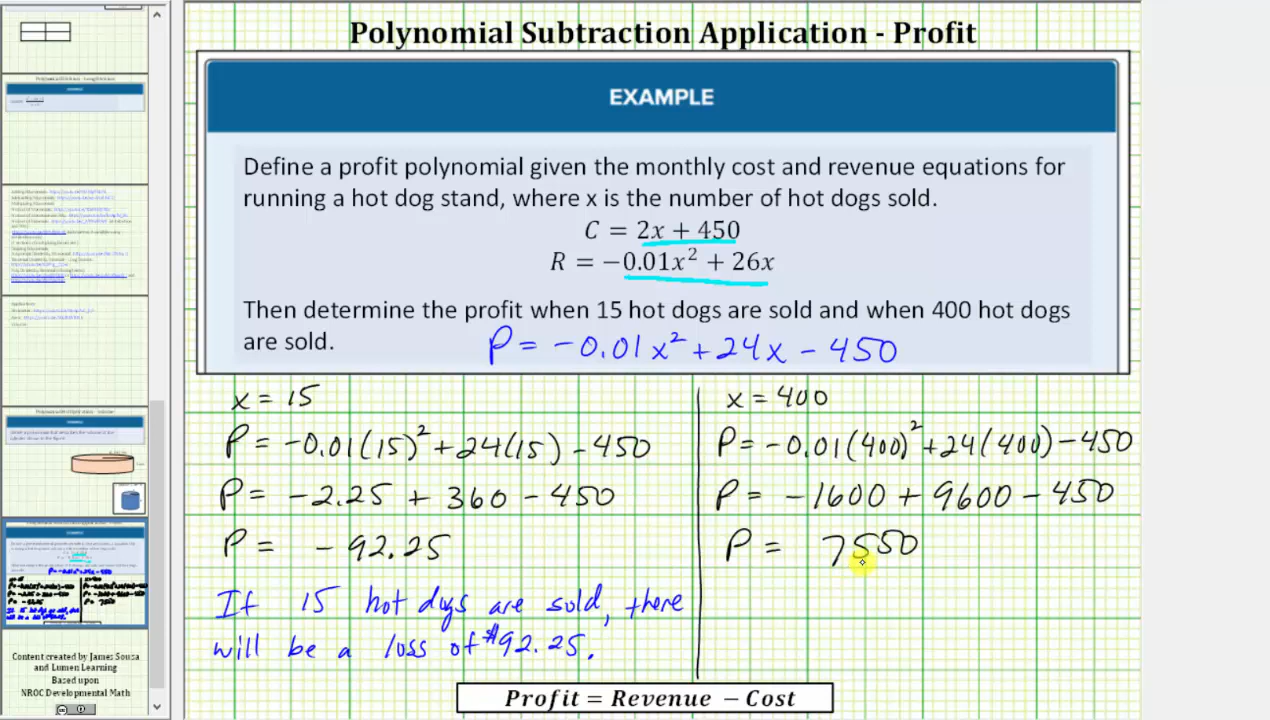 Polynomial Subtraction Application - Profit
EXAMPLE
Define a profit polynomial given the monthly cost and revenue equations for
running a hot dog stand, where x is the number of hot dogs sold.
C = 2x + 450
R = −0.01x² + 26x
Then determine the profit when 15 hot dogs are sold and when 400 hot dogs
are sold.
P = -0.01x² + 24x - 450
x = 15
P = -0.01(15)² + 24(15) - 450
P = -2.25 + 360 - 450
P = -92.25
If 15 hot dogs are sold, there
will be a loss of $92.25.
x = 400
P = -0.01(400)² + 24(400) - 450
P = -1600 + 9600 - 450
P = 7550
Profit = Revenue − Cost
Content created by James Sousa
and Lumen Learning
Based upon
NROC Developmental Math